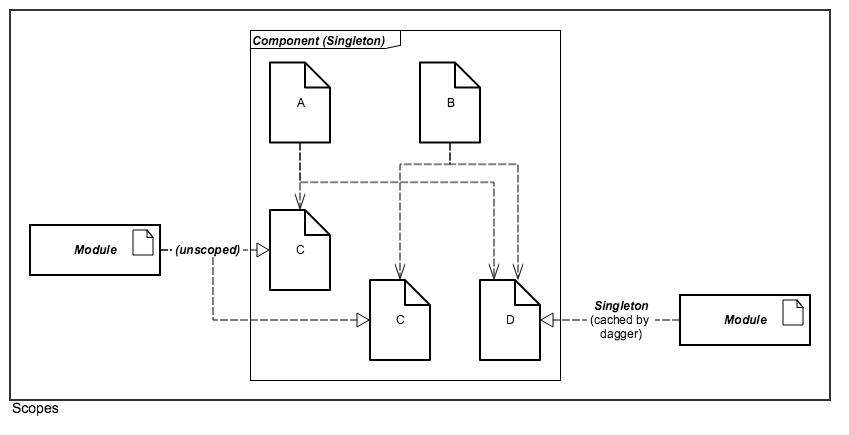 Component (Singleton)
A
B
Module
(unscoped)
C
C
D
Singleton
(cached by
dagger)
Module
Scopes